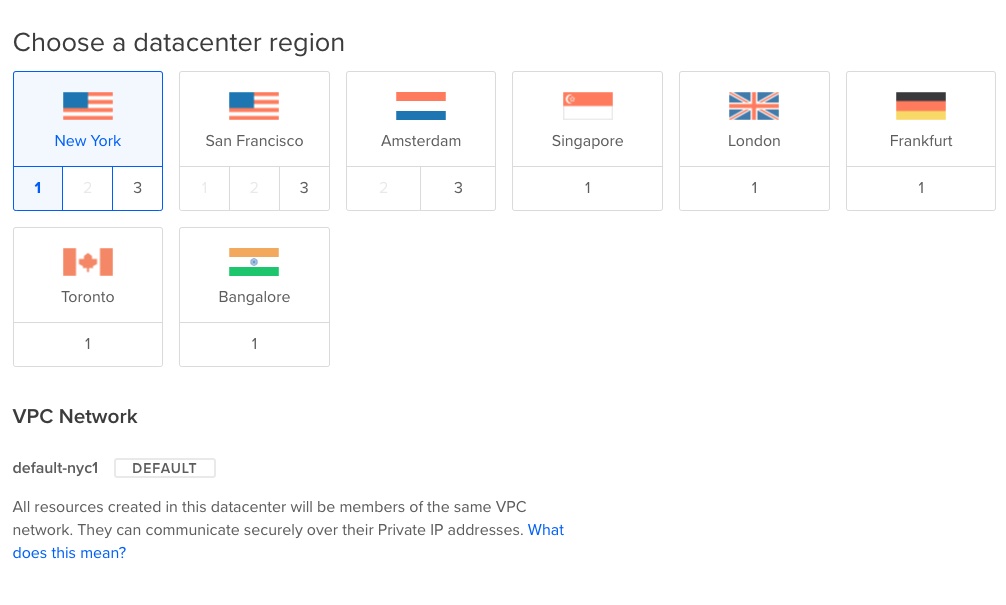 Choose a datacenter region
New York
San Francisco
Amsterdam
Singapore
London
Frankfurt
1 2 3
1 2 3
2 3
1
1
1
Toronto
Bangalore
1
1
VPC Network
default-nyc1 DEFAULT
All resources created in this datacenter will be members of the same VPC
network. They can communicate securely over their Private IP addresses. What
does this mean?